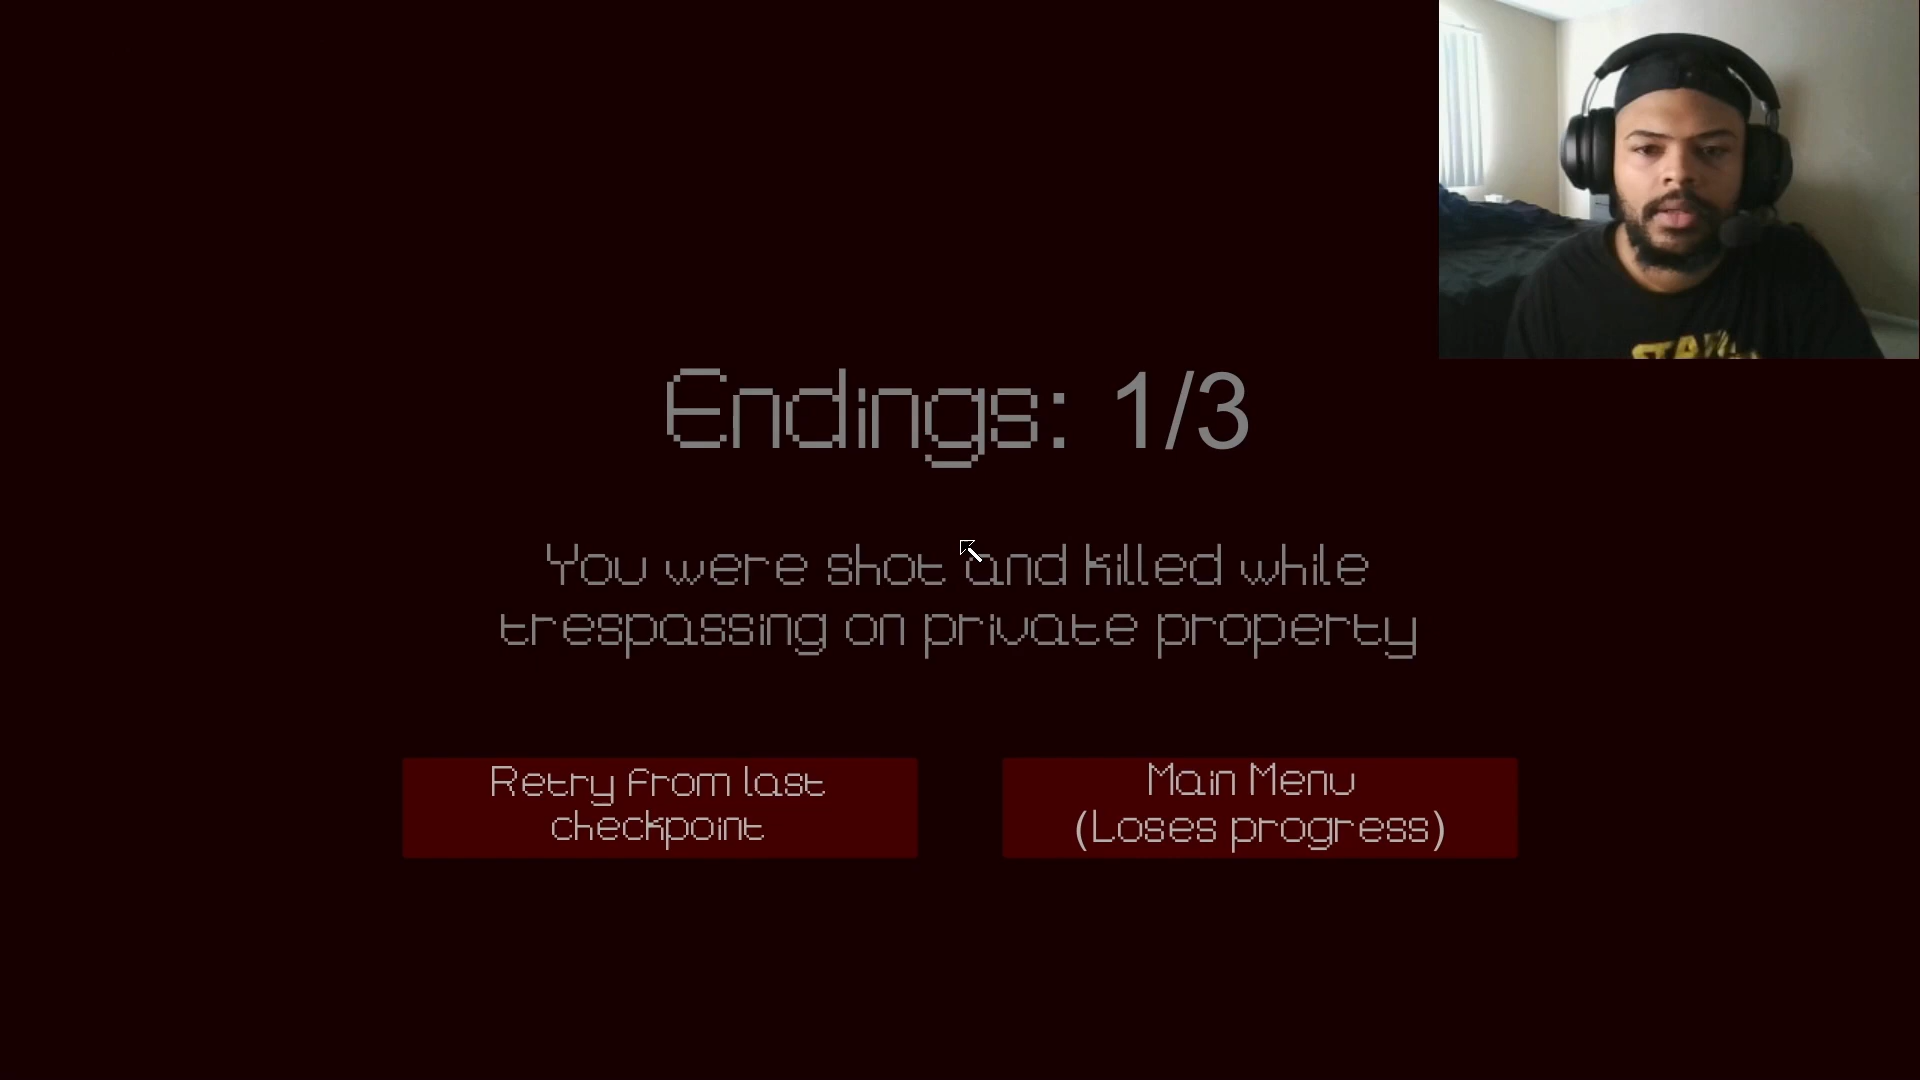 Endings: 1/3
You were shot and killed while
trespassing on private property
Retry from last
checkpoint
Main Menu
(Loses progress)